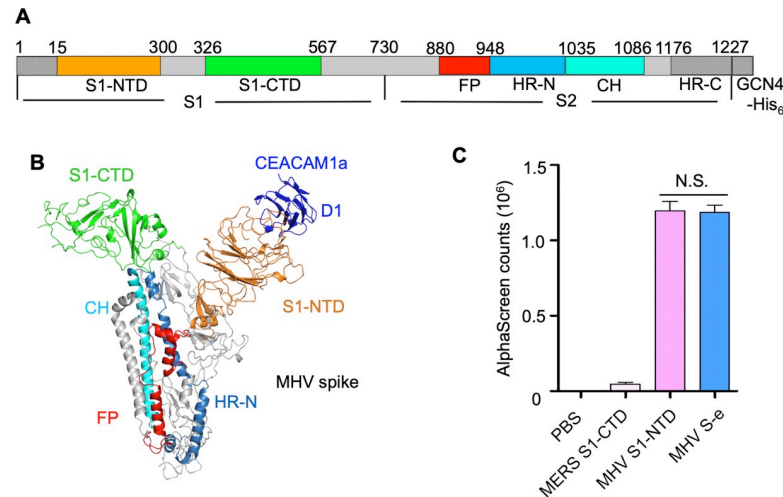 A
1 15 300 326 567 730 880 948 1035 1086 1176 1227
S1-NTD S1-CTD FP HR-N CH HR-C GCN4
S1 S2 -His6
B
S1-CTD
CEACAM1a
D1
CH
S1-NTD
MHV spike
FP
HR-N
C
AlphaScreen counts (10⁶)
1.5
1.0
0.5
0
N.S.
PBS
MERS S1-CTD
MHV S1-NTD
MHV S-e